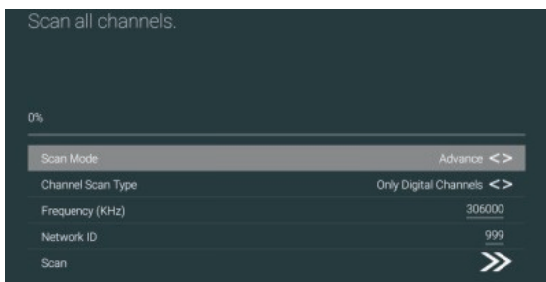 Scan all channels.
0%
Scan Mode Advance <>
Channel Scan Type Only Digital Channels <>
Frequency (KHz) 306000
Network ID 999
Scan